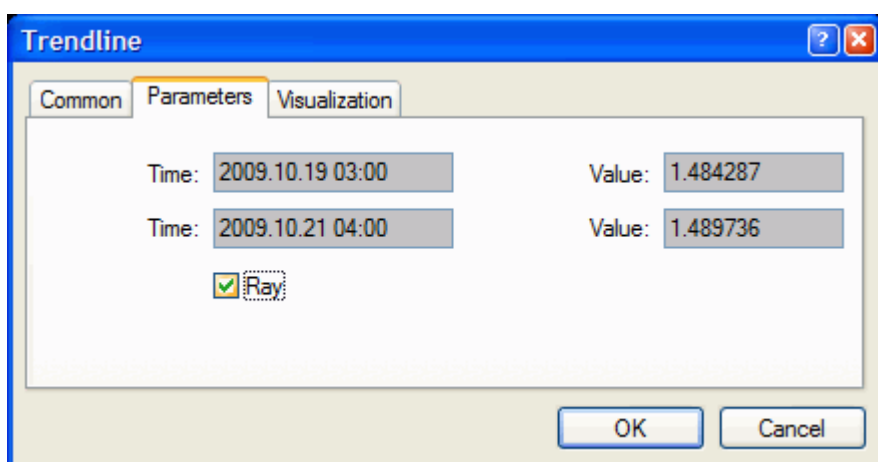 Trendline
Common Parameters Visualization
Time: 2009.10.19 03:00 Value: 1.484287
Time: 2009.10.21 04:00 Value: 1.489736
Ray
OK Cancel